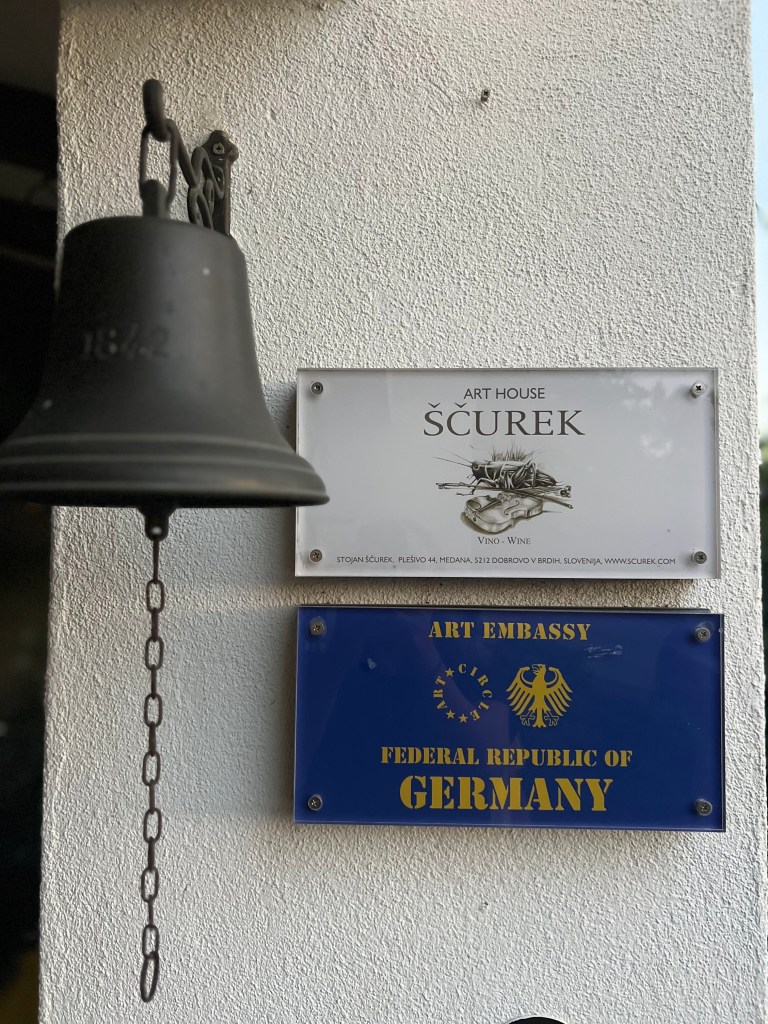 1842
ART HOUSE
ŠČUREK
VINO - WINE
STOJAN ŠČUREK, PLEŠIVO 44, MEDANA, 5212 DOBROVO V BRDIH, SLOVENIJA, WWW.SCUREK.COM
ART EMBASSY
ART CIRCLE
FEDERAL REPUBLIC OF
GERMANY